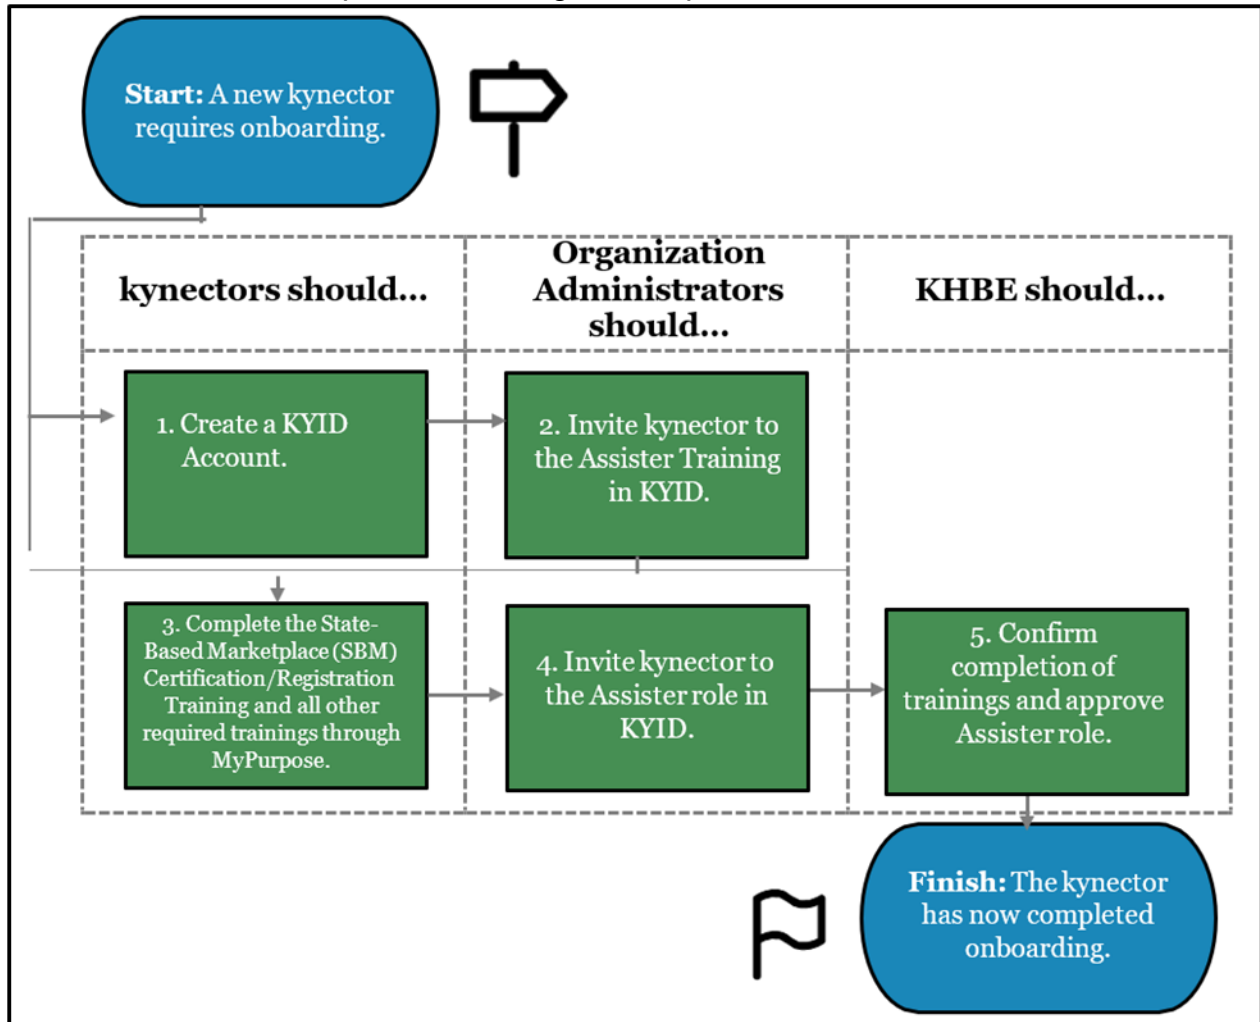 Start: A new kynector
requires onboarding.
kynectors should...
Organization
Administrators
should...
KHBE should...
1. Create a KYID
Account.
2. Invite kynector to
the Assister Training
in KYID.
3. Complete the State-
Based Marketplace (SBM)
Certification/Registration
Training and all other
required trainings through
MyPurpose.
4. Invite kynector to
the Assister role in
KYID.
5. Confirm
completion of
trainings and approve
Assister role.
Finish: The kynector
has now completed
onboarding.